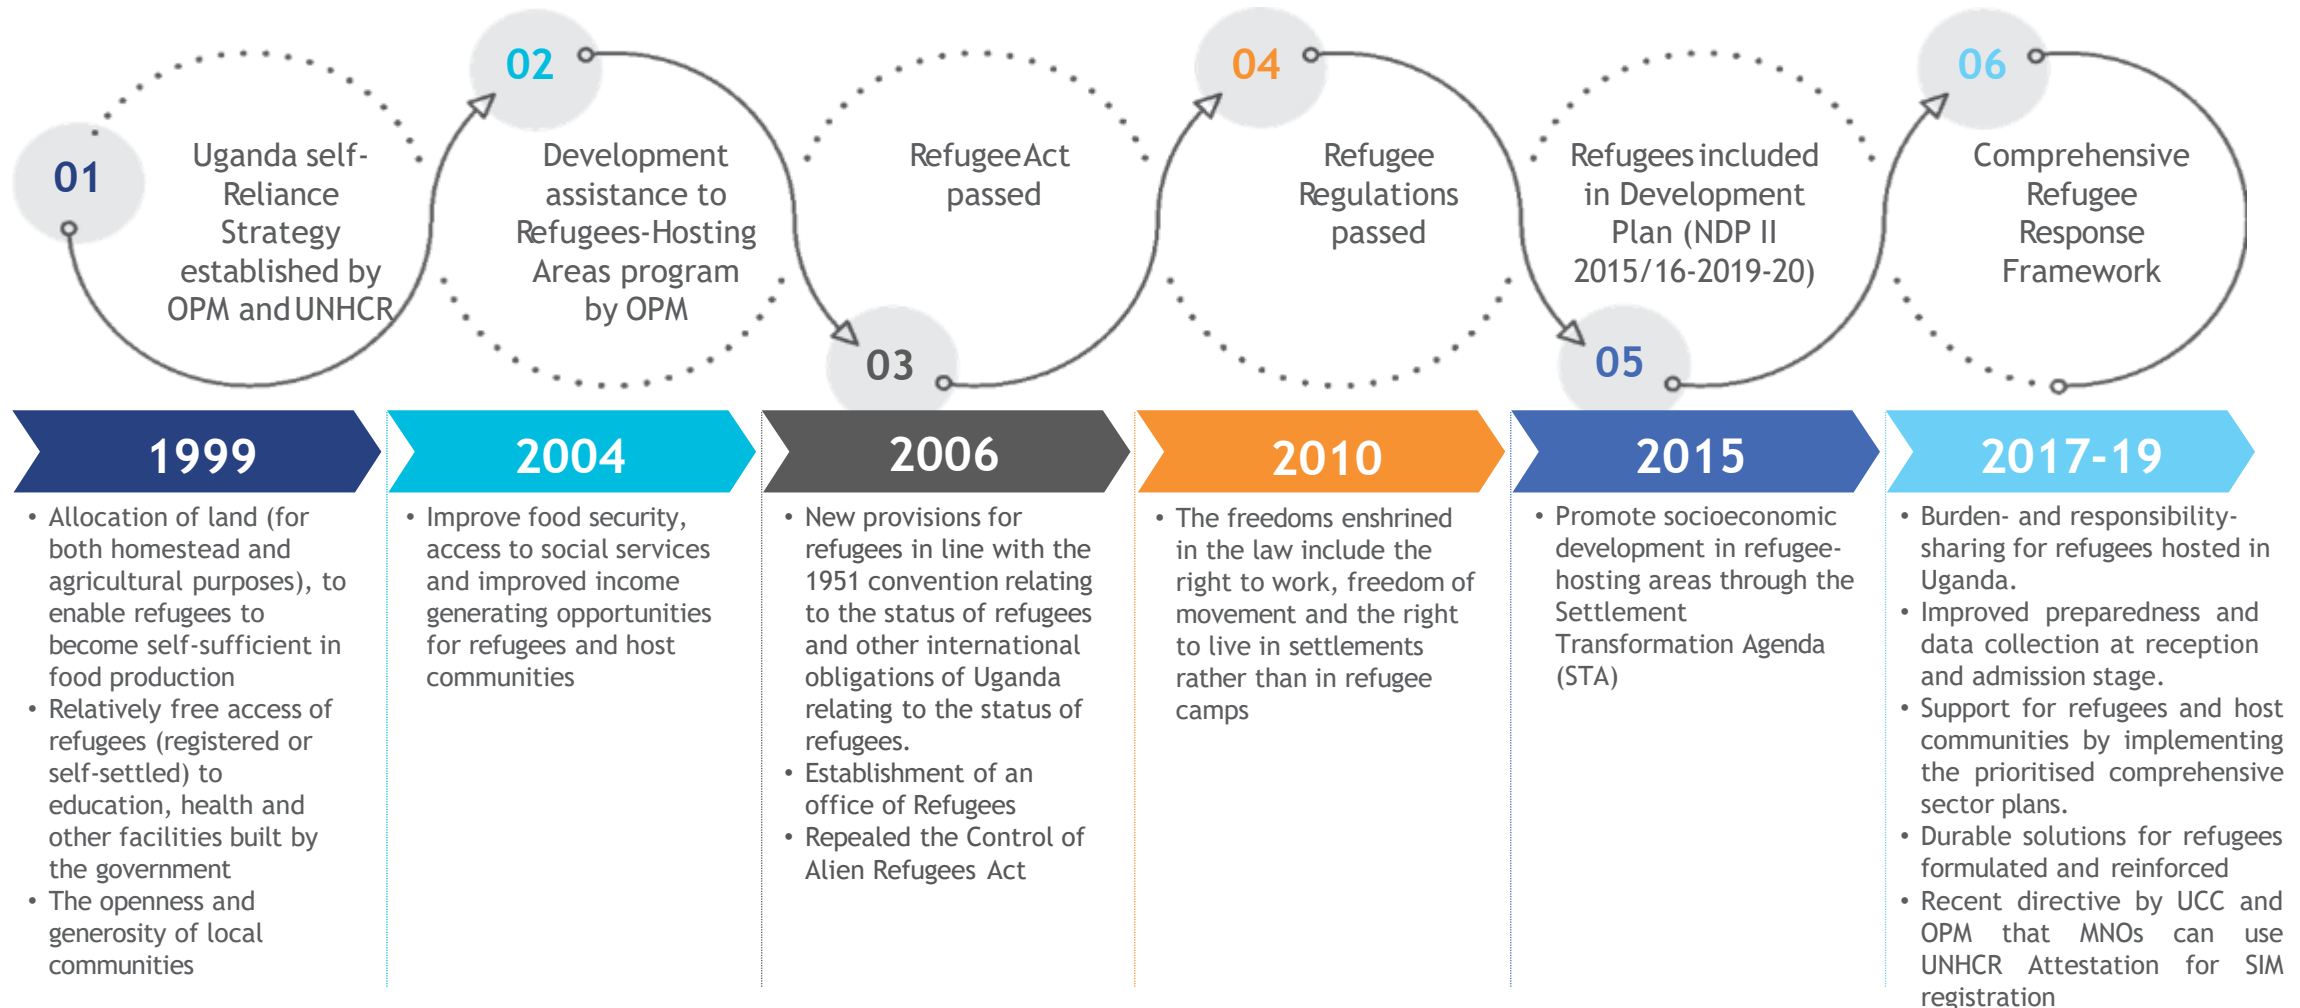 01
Uganda self-
Reliance
Strategy
established by
OPM and UNHCR
02
Development
assistance to
Refugees-Hosting
Areas program
by OPM
03
Refugee Act
passed
04
Refugee
Regulations
passed
05
Refugees included
in Development
Plan (NDP II
2015/16-2019-20)
06
Comprehensive
Refugee
Response
Framework
1999
• Allocation of land (for
both homestead and
agricultural purposes), to
enable refugees to
become self-sufficient in
food production
• Relatively free access of
refugees (registered or
self-settled) to
education, health and
other facilities built by
the government
• The openness and
generosity of local
communities
2004
• Improve food security,
access to social services
and improved income
generating opportunities
for refugees and host
communities
2006
• New provisions for
refugees in line with the
1951 convention relating
to the status of refugees
and other international
obligations of Uganda
relating to the status of
refugees.
• Establishment of an
office of Refugees
• Repealed the Control of
Alien Refugees Act
2010
• The freedoms enshrined
in the law include the
right to work, freedom of
movement and the right
to live in settlements
rather than in refugee
camps
2015
• Promote socioeconomic
development in refugee-
hosting areas through the
Settlement
Transformation Agenda
(STA)
2017-19
• Burden- and responsibility-
sharing for refugees hosted in
Uganda.
• Improved preparedness and
data collection at reception
and admission stage.
• Support for refugees and host
communities by implementing
the prioritised comprehensive
sector plans.
• Durable solutions for refugees
formulated and reinforced
• Recent directive by UCC and
OPM that MNOs can use
UNHCR Attestation for SIM
registration